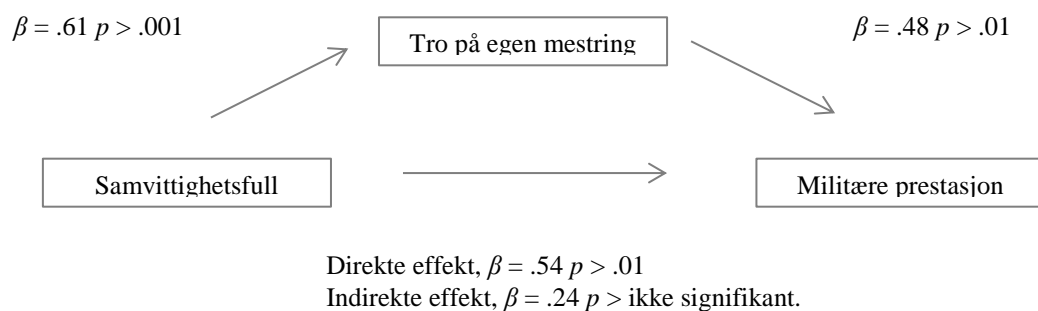 β = .61 p > .001
β = .48 p > .01
Tro på egen mestring
Samvittighetsfull
Militære prestasjon
Direkte effekt, β = .54 p > .01
Indirekte effekt, β = .24 p > ikke signifikant.